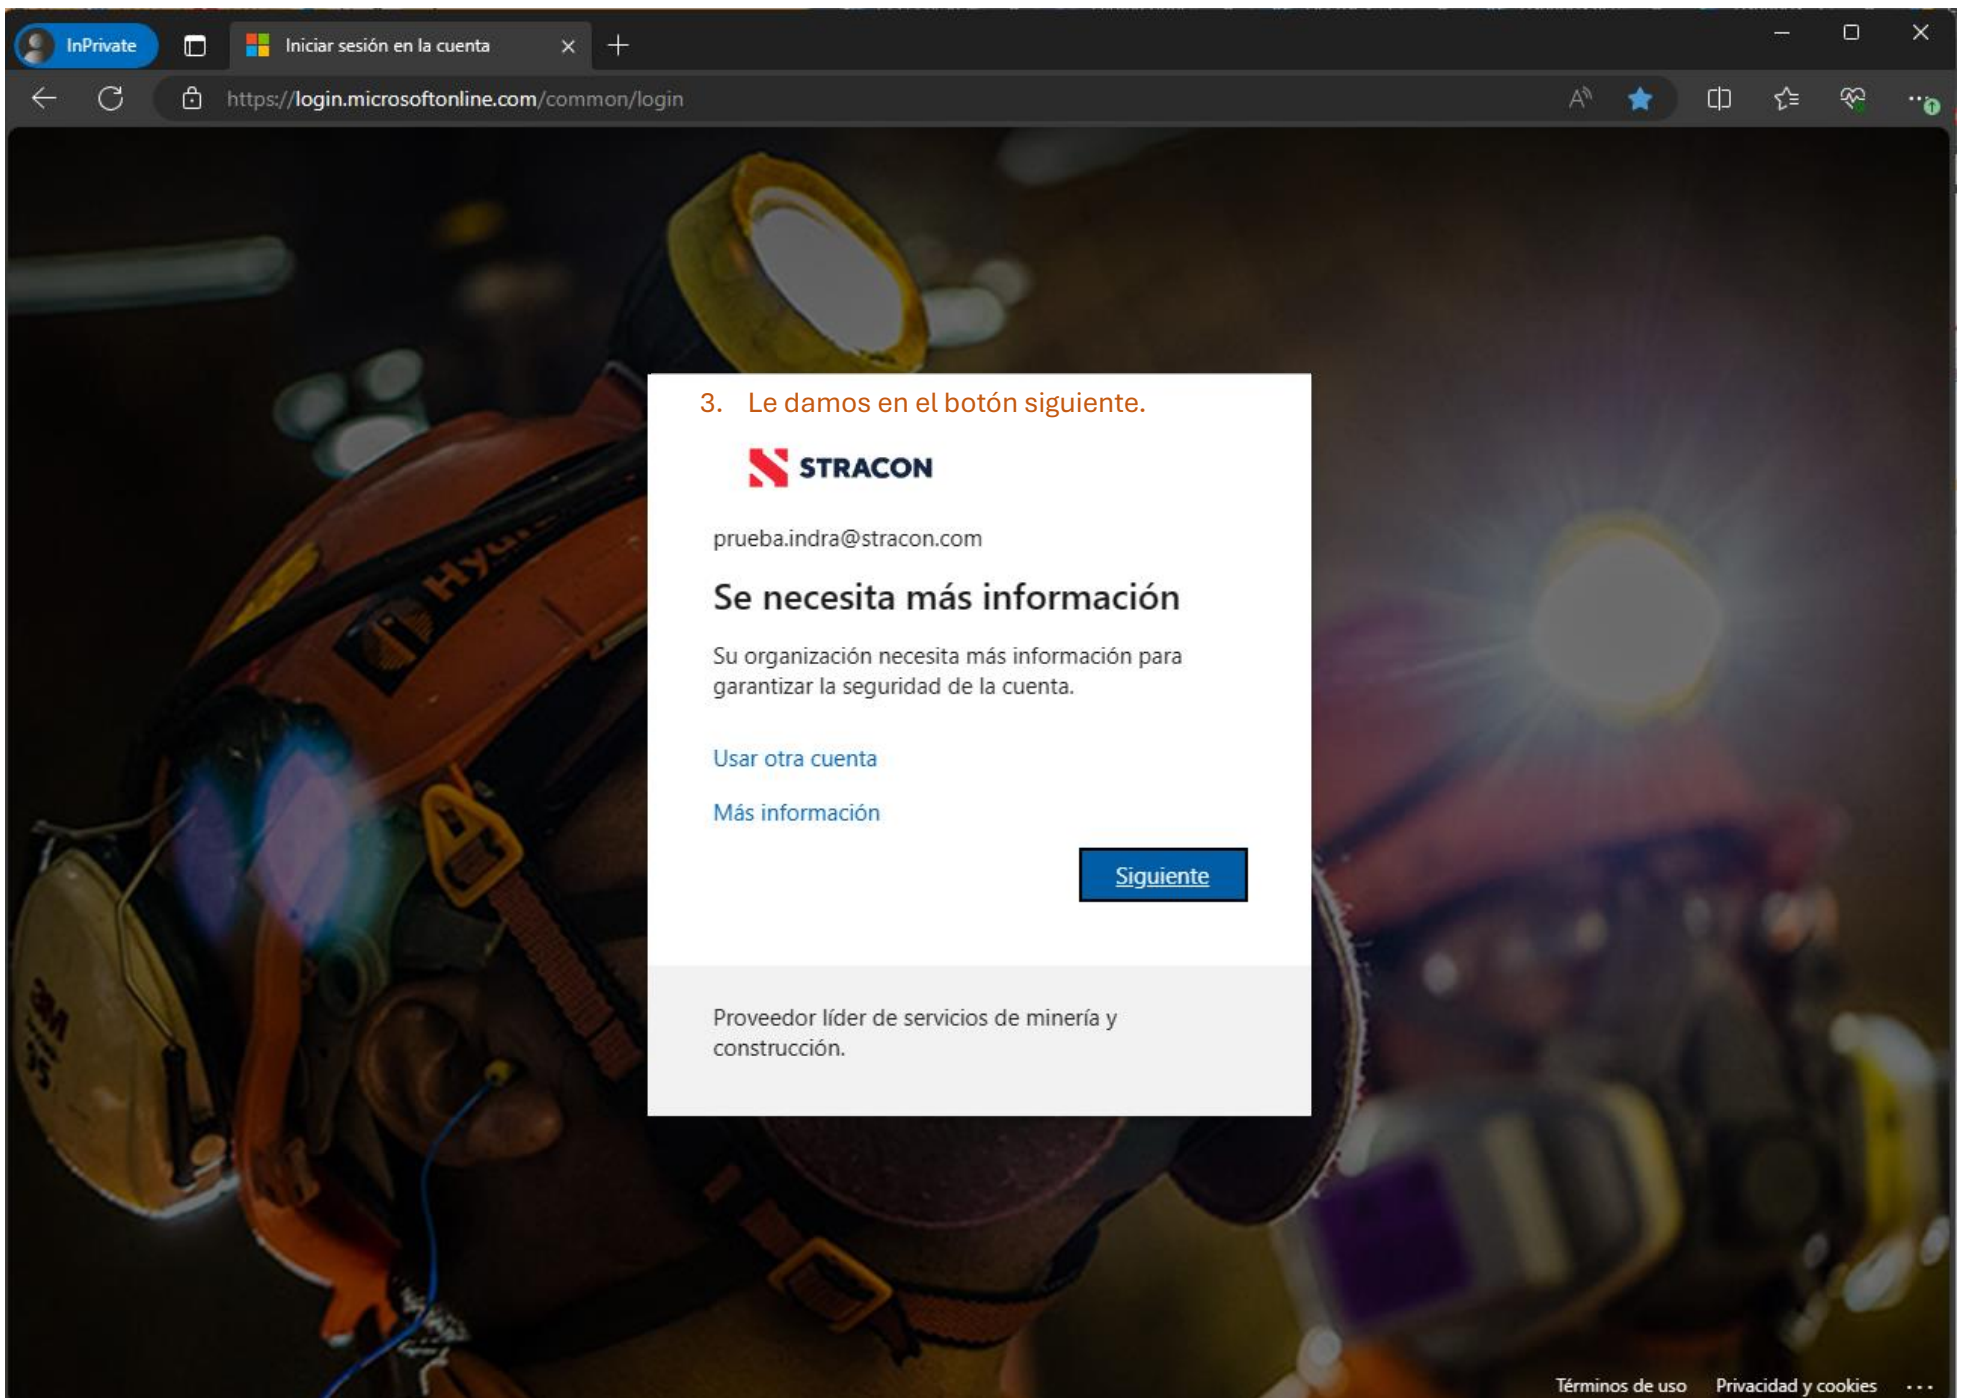 InPrivate
Iniciar sesión en la cuenta
https://login.microsoftonline.com/common/login
3. Le damos en el botón siguiente.
STRACON
prueba.indra@stracon.com
Se necesita más información
Su organización necesita más información para
garantizar la seguridad de la cuenta.
Usar otra cuenta
Más información
Siguiente
Proveedor líder de servicios de minería y
construcción.
3M
95
Términos de uso Privacidad y cookies ...